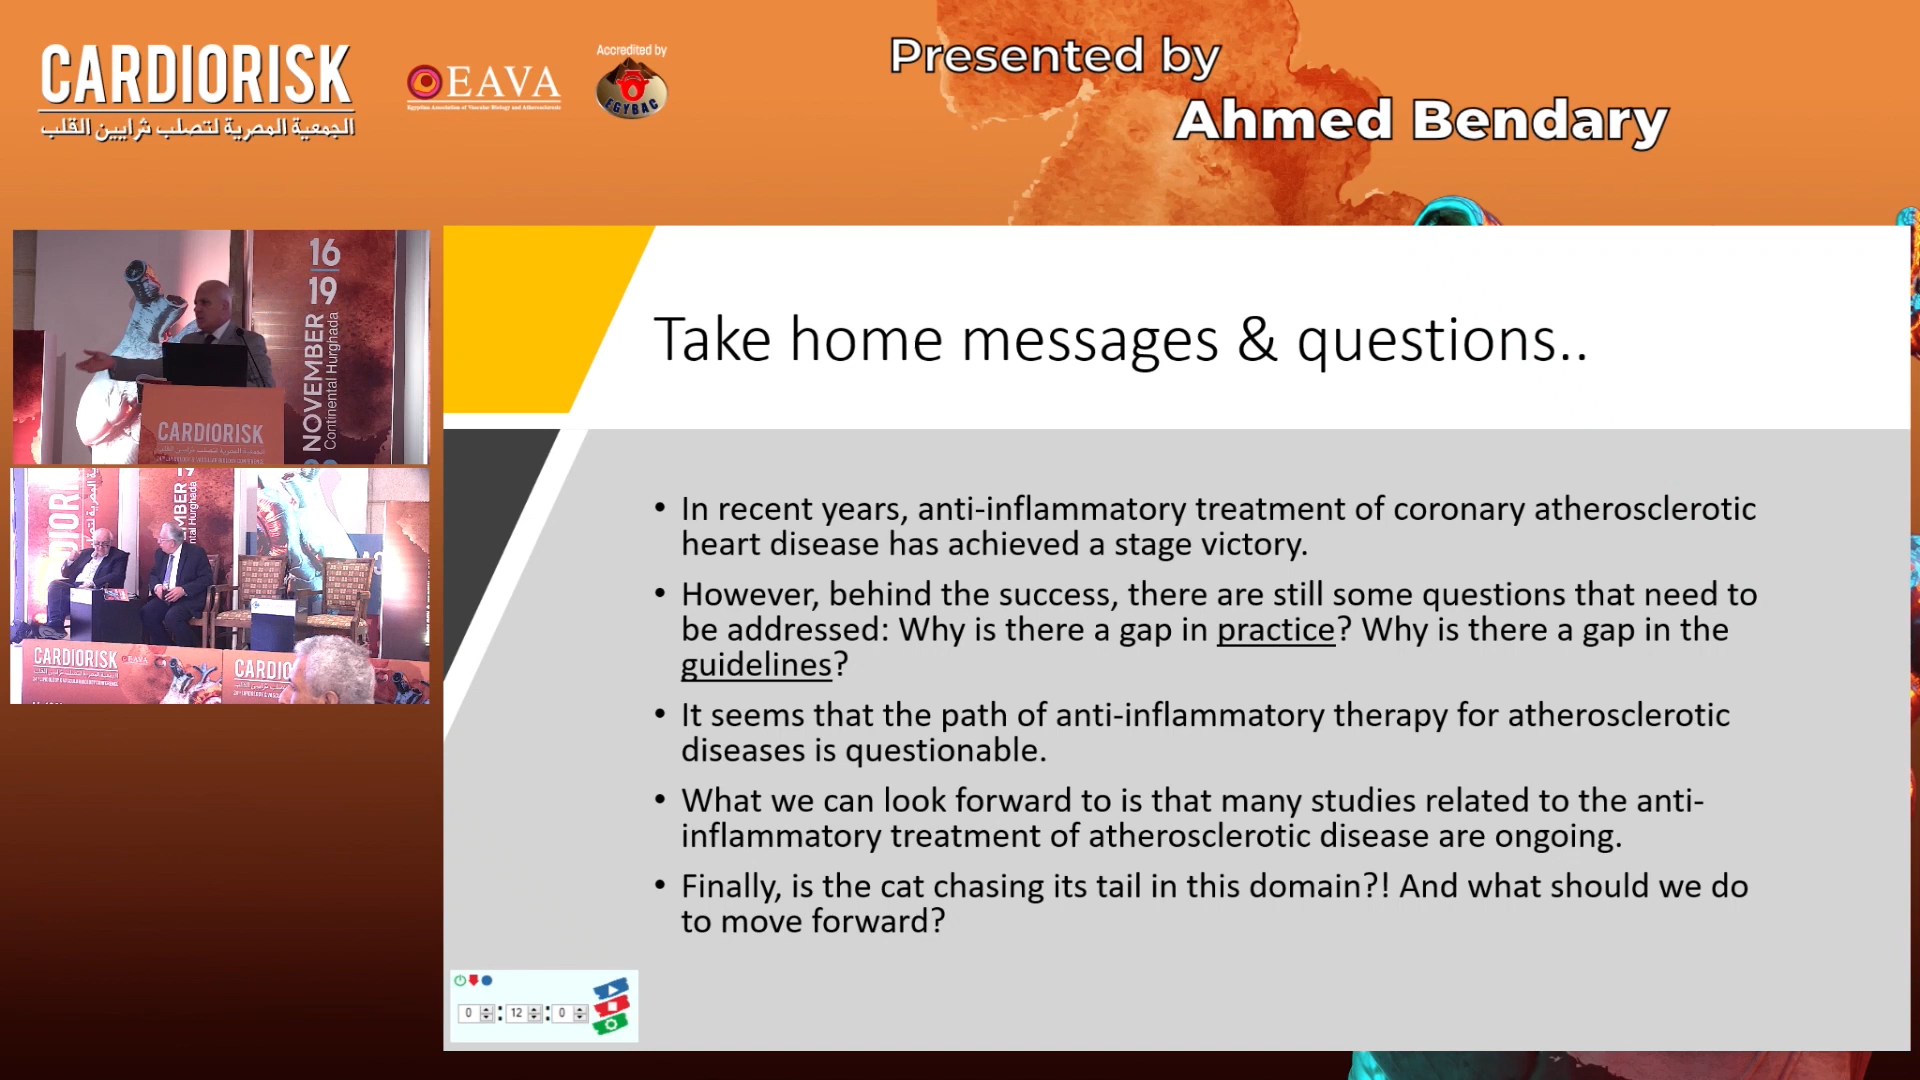 CARDIORISK
الجمعية المصرية لتصلب شرايين القلب
EAVA
Egyptian Association of Vascular Biology and Atherosclerosis
Accredited by
EGYBAC
Presented by
Ahmed Bendary
16
19
NOVEMBER
Continental Hurghada
CARDIORISK
CARDIORISK
EAVA
CARDIO
Take home messages & questions..
• In recent years, anti-inflammatory treatment of coronary atherosclerotic
heart disease has achieved a stage victory.
• However, behind the success, there are still some questions that need to
be addressed: Why is there a gap in practice? Why is there a gap in the
guidelines?
• It seems that the path of anti-inflammatory therapy for atherosclerotic
diseases is questionable.
• What we can look forward to is that many studies related to the anti-
inflammatory treatment of atherosclerotic disease are ongoing.
• Finally, is the cat chasing its tail in this domain?! And what should we do
to move forward?
0 : 12 : 0